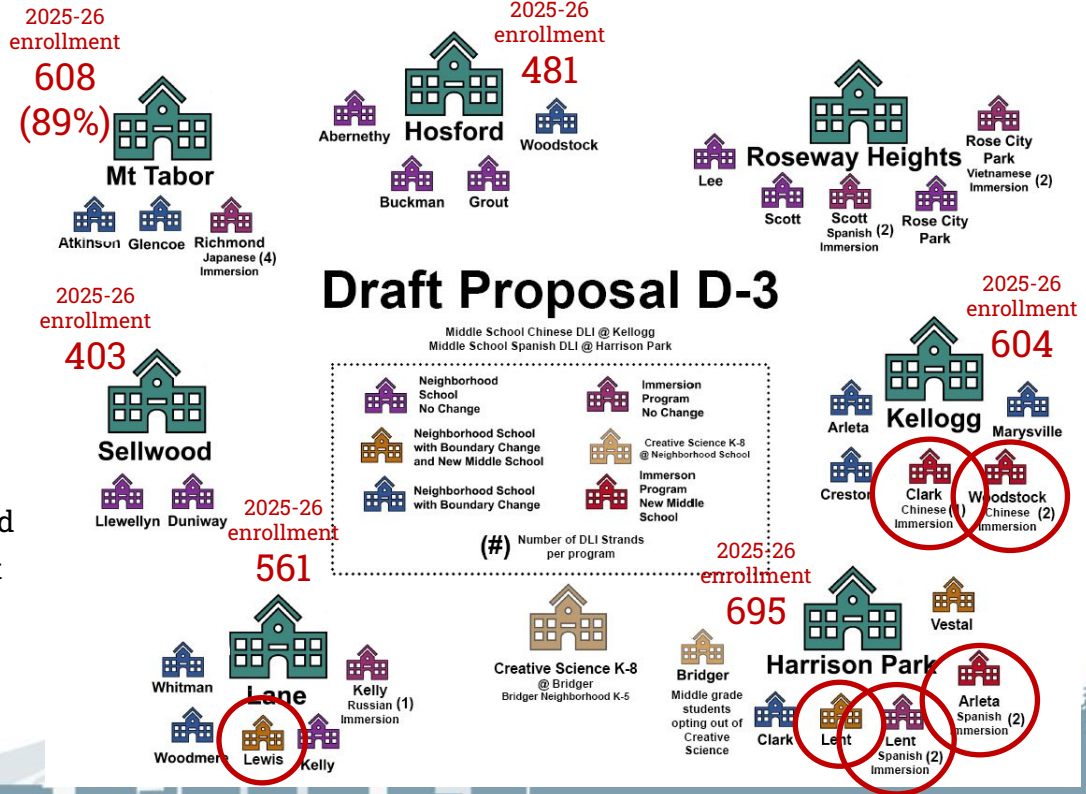 2025-26
enrollment
608
(89%)
Mt Tabor
Atkinson
Glencoe
Richmond
Japanese (4)
Immersion
2025-26
enrollment
481
Hosford
Abernethy
Woodstock
Buckman
Grout
Roseway Heights
Lee
Scott
Scott
Spanish (2)
Immersion
Rose City
Park
Rose City
Park
Vietnamese
Immersion (2)
Draft Proposal D-3
Middle School Chinese DLI @ Kellogg
Middle School Spanish DLI @ Harrison Park
Neighborhood
School
No Change
Immersion
Program
No Change
Neighborhood School
with Boundary Change
and New Middle School
Creative Science K-8
@ Neighborhood School
Neighborhood School
with Boundary Change
Immerson
Program
New Middle
School
(#) Number of DLI Strands
per program
2025-26
enrollment
403
Sellwood
Llewellyn
Duniway
2025-26
enrollment
604
Kellogg
Arleta
Marysville
Creston
Clark
Chinese (1)
Immersion
Woodstock
Chinese (2)
Immersion
2025-26
enrollment
561
Lane
Whitman
Kelly
Russian (1)
Immersion
Woodmere
Lewis
Kelly
Creative Science K-8
@ Bridger
Bridger Neighborhood K-5
2025-26
enrollment
695
Harrison Park
Bridger
Middle grade
students
opting out of
Creative
Science
Vestal
Clark
Lent
Lent
Spanish (2)
Immersion
Arleta
Spanish (2)
Immersion